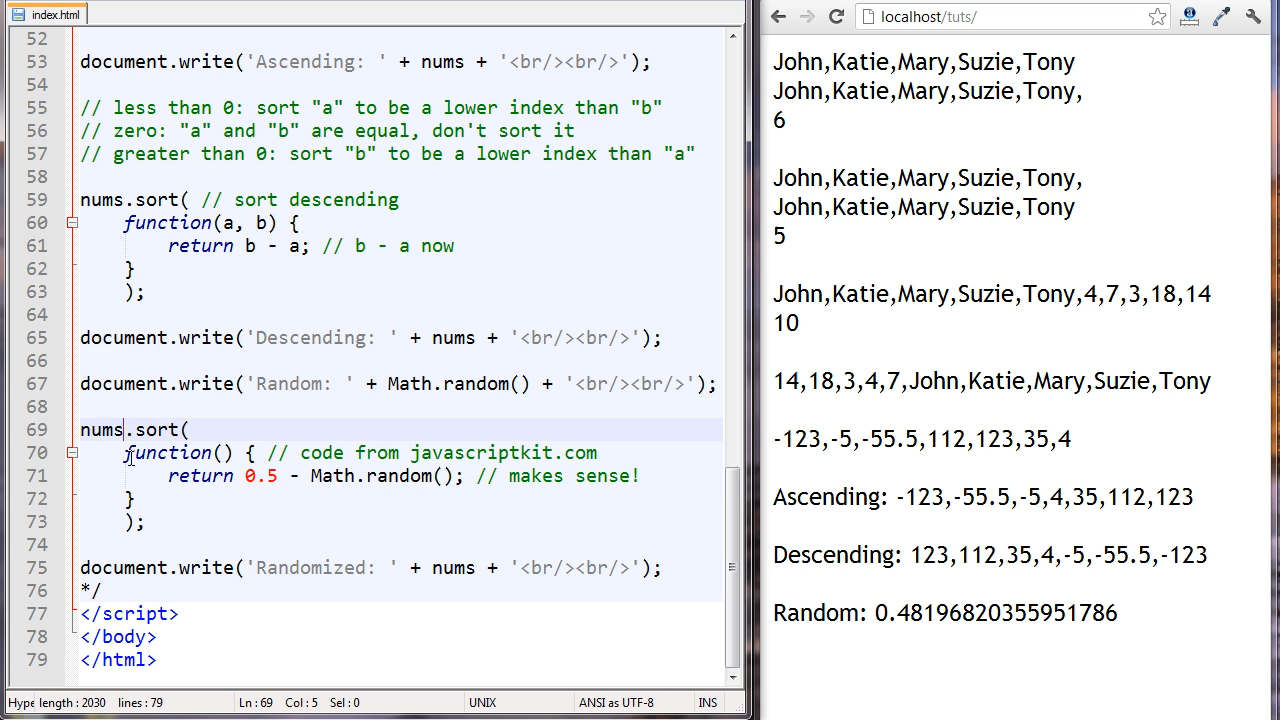 index.html
52
53 document.write('Ascending: ' + nums + '<br/><br/>');
54
55 // less than 0: sort "a" to be a lower index than "b"
56 // zero: "a" and "b" are equal, don't sort it
57 // greater than 0: sort "b" to be a lower index than "a"
58
59 nums.sort( // sort descending
60 function(a, b) {
61 return b - a; // b - a now
62 }
63 );
64
65 document.write('Descending: ' + nums + '<br/><br/>');
66
67 document.write('Random: ' + Math.random() + '<br/><br/>');
68
69 nums.sort(
70 function() { // code from javascriptkit.com
71 return 0.5 - Math.random(); // makes sense!
72 }
73 );
74
75 document.write('Randomized: ' + nums + '<br/><br/>');
76 */
77 </script>
78 </body>
79 </html>
Hype length : 2030 lines : 79 Ln : 69 Col : 5 Sel : 0 UNIX ANSI as UTF-8 INS
localhost/tuts/
John,Katie,Mary,Suzie,Tony
John,Katie,Mary,Suzie,Tony,
6
John,Katie,Mary,Suzie,Tony,
John,Katie,Mary,Suzie,Tony
5
John,Katie,Mary,Suzie,Tony,4,7,3,18,14
10
14,18,3,4,7,John,Katie,Mary,Suzie,Tony
-123,-5,-55.5,112,123,35,4
Ascending: -123,-55.5,-5,4,35,112,123
Descending: 123,112,35,4,-5,-55.5,-123
Random: 0.48196820355951786